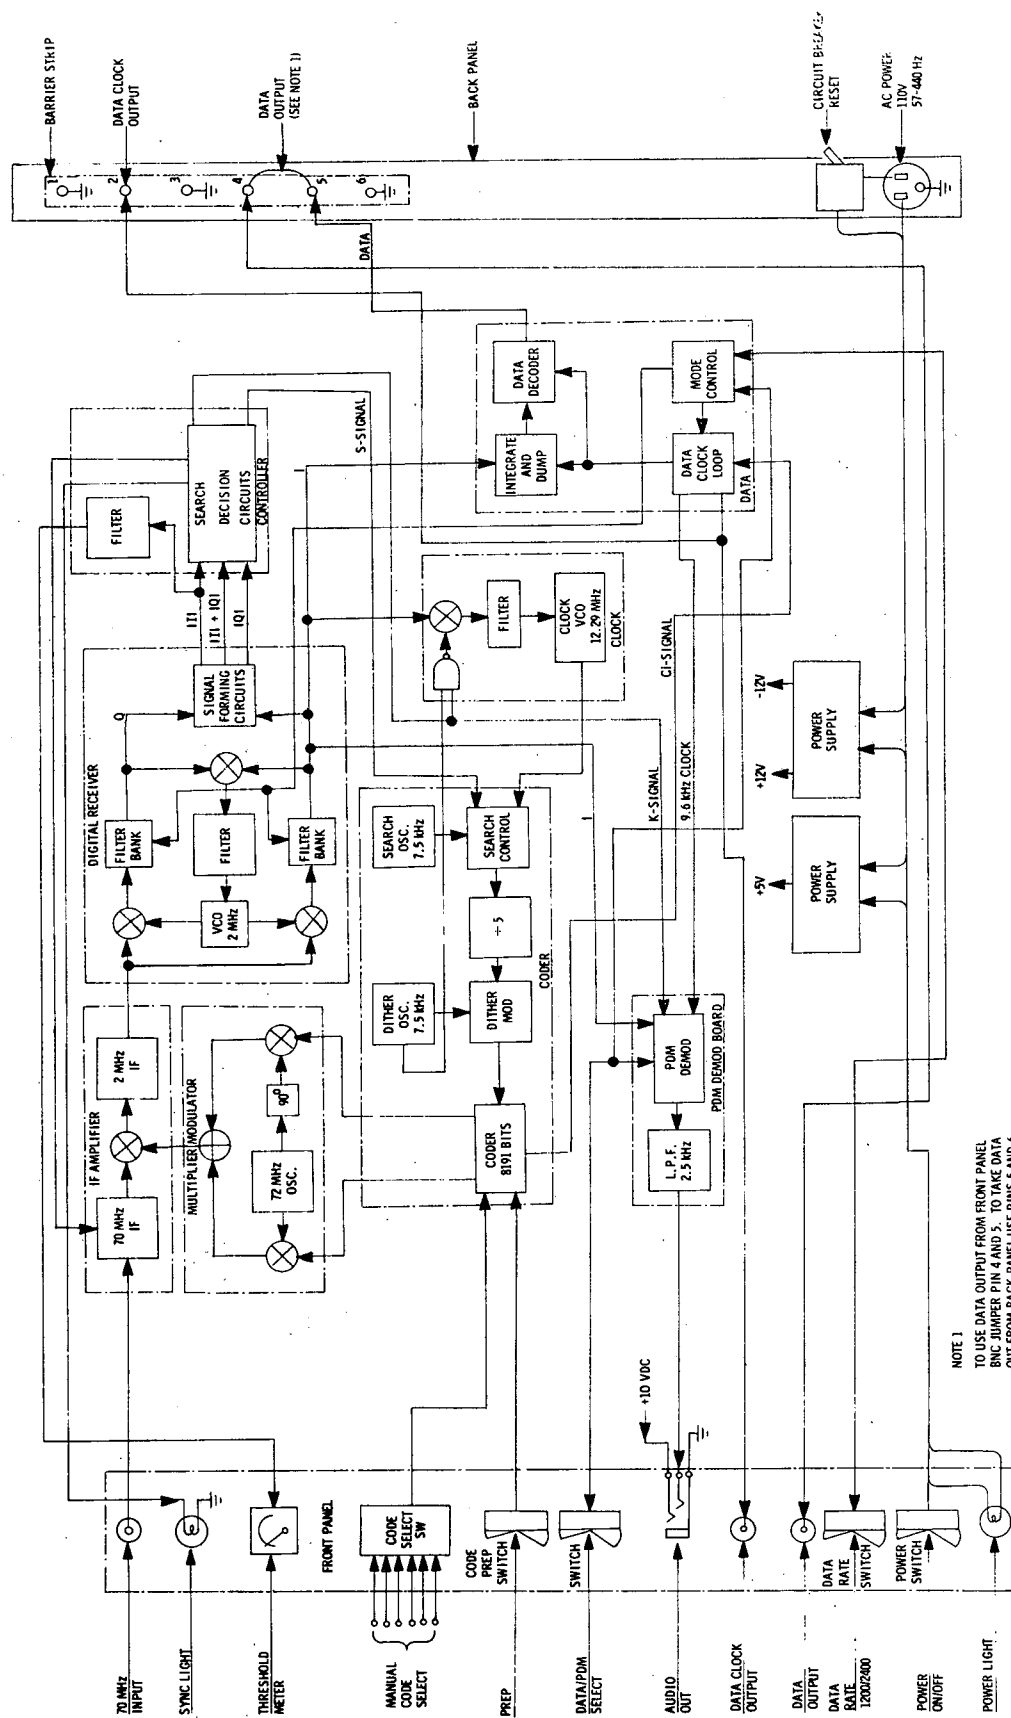 70 MHz
INPUT
SYNC LIGHT
THRESHOLD
METER
MANUAL
CODE
SELECT
PREP
DATA/PDM
SELECT
AUDIO
OUT
DATA CLOCK
OUTPUT
DATA
OUTPUT
DATA
RATE
1200/2400
POWER
ON/OFF
POWER LIGHT
FRONT PANEL
CODE
SELECT
SW
CODE
PREP
SWITCH
SWITCH
DATA
RATE
SWITCH
POWER
SWITCH
+10 VDC
IF AMPLIFIER
70 MHz
IF
2 MHz
IF
MULTIPLIER MODULATOR
72 MHz
OSC.
90°
DIGITAL RECEIVER
FILTER
BANK
FILTER
VCO
2 MHz
FILTER
BANK
Q
I
SIGNAL
FORMING
CIRCUITS
|I|
|I| + |Q|
|Q|
FILTER
SEARCH
DECISION
CIRCUITS
CONTROLLER
S-SIGNAL
DITHER
OSC.
7.5 kHz
SEARCH
OSC.
7.5 kHz
CODER
8191 BITS
DITHER
MOD
÷5
SEARCH
CONTROL
CODER
FILTER
CLOCK
VCO
12.29 MHz
CLOCK
INTEGRATE
AND
DUMP
DATA
DECODER
DATA
CLOCK
LOOP
MODE
CONTROL
DATA
L.P.F.
2.5 kHz
PDM
DEMOD
PDM DEMOD BOARD
I
K-SIGNAL
9.6 kHz CLOCK
CI-SIGNAL
POWER
SUPPLY
+5V
POWER
SUPPLY
+12V
-12V
DATA
1
2
3
4
5
6
BARRIER STRIP
DATA CLOCK
OUTPUT
DATA
OUTPUT
(SEE NOTE 1)
BACK PANEL
CIRCUIT BREAKER
RESET
AC POWER
110V
57-440 Hz
NOTE 1
TO USE DATA OUTPUT FROM FRONT PANEL
BNC JUMPER PIN 4 AND 5. TO TAKE DATA
OUT FROM BACK PANEL USE PINS 5 AND 6